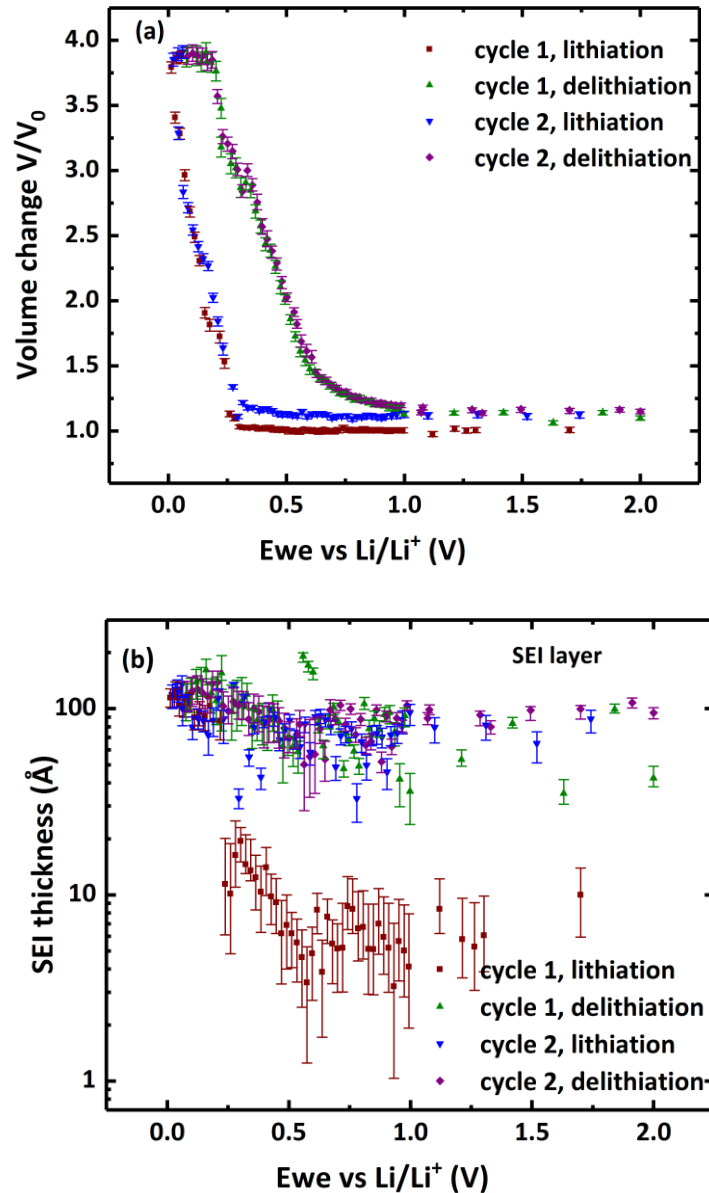 (a)
cycle 1, lithiation
cycle 1, delithiation
cycle 2, lithiation
cycle 2, delithiation
Volume change V/V₀
4.0
3.5
3.0
2.5
2.0
1.5
1.0
0.0 0.5 1.0 1.5 2.0
Ewe vs Li/Li⁺ (V)
(b)
SEI layer
SEI thickness (Å)
100
10
1
cycle 1, lithiation
cycle 1, delithiation
cycle 2, lithiation
cycle 2, delithiation
0.0 0.5 1.0 1.5 2.0
Ewe vs Li/Li⁺ (V)